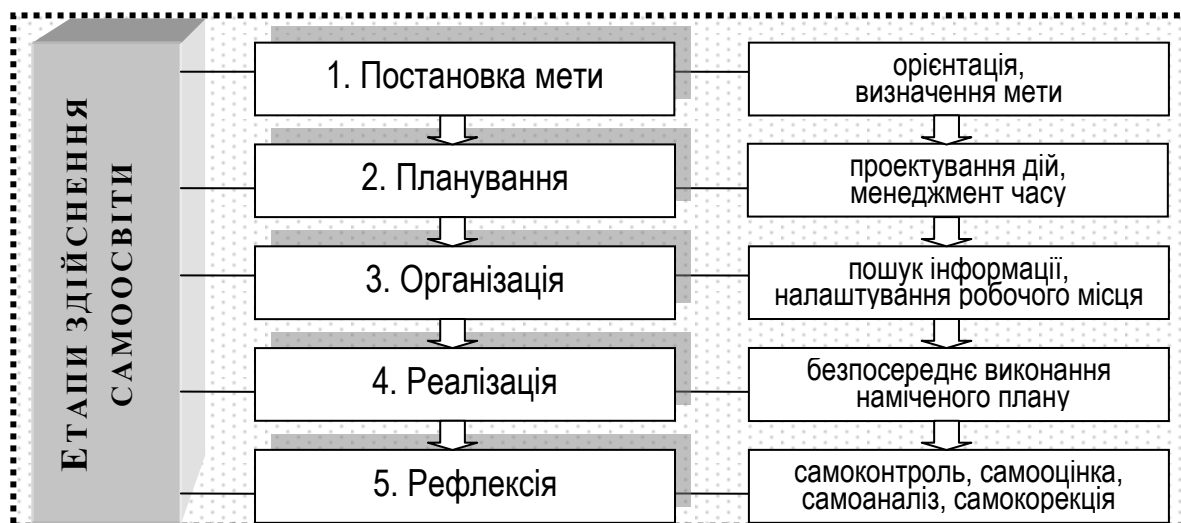 ЕТАПИ ЗДІЙСНЕННЯ
САМООСВІТИ
1. Постановка мети
орієнтація,
визначення мети
2. Планування
проектування дій,
менеджмент часу
3. Організація
пошук інформації,
налаштування робочого місця
4. Реалізація
безпосереднє виконання
наміченого плану
5. Рефлексія
самоконтроль, самооцінка,
самоаналіз, самокорекція